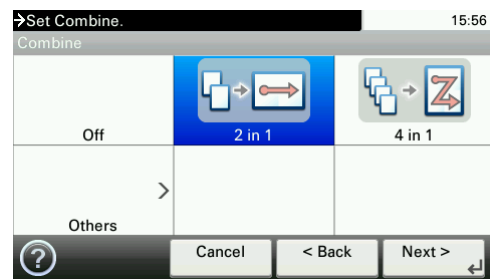 →Set Combine.
15:56
Combine
Off
2 in 1
4 in 1
Others
?
Cancel
< Back
Next >